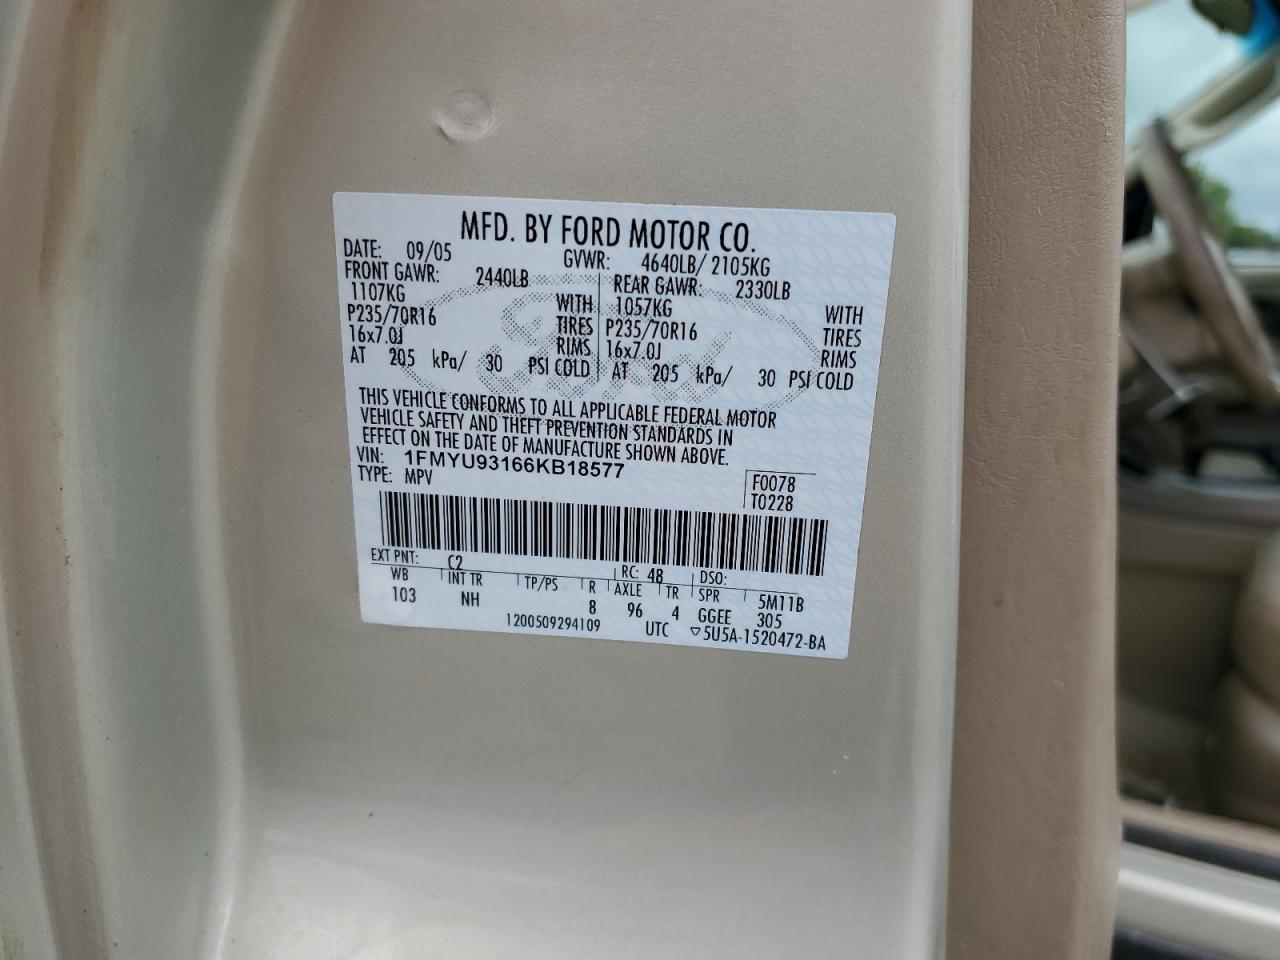 MFD. BY FORD MOTOR CO.
DATE: 09/05 GVWR: 4640LB/ 2105KG
FRONT GAWR: 2440LB REAR GAWR: 2330LB
1107KG WITH 1057KG WITH
P235/70R16 TIRES P235/70R16 TIRES
16x7.0J RIMS 16x7.0J RIMS
AT 205 kPa/ 30 PSI COLD AT 205 kPa/ 30 PSI COLD
THIS VEHICLE CONFORMS TO ALL APPLICABLE FEDERAL MOTOR
VEHICLE SAFETY AND THEFT PREVENTION STANDARDS IN
EFFECT ON THE DATE OF MANUFACTURE SHOWN ABOVE.
VIN: 1FMYU93166KB18577
TYPE: MPV
F0078
T0228
EXT PNT: C2 RC: 48 DSO:
WB INT TR TP/PS R AXLE TR SPR 5M11B
103 NH 8 96 4 GGEE 305
1200509294109 UTC ▽5U5A-1520472-BA
Ford